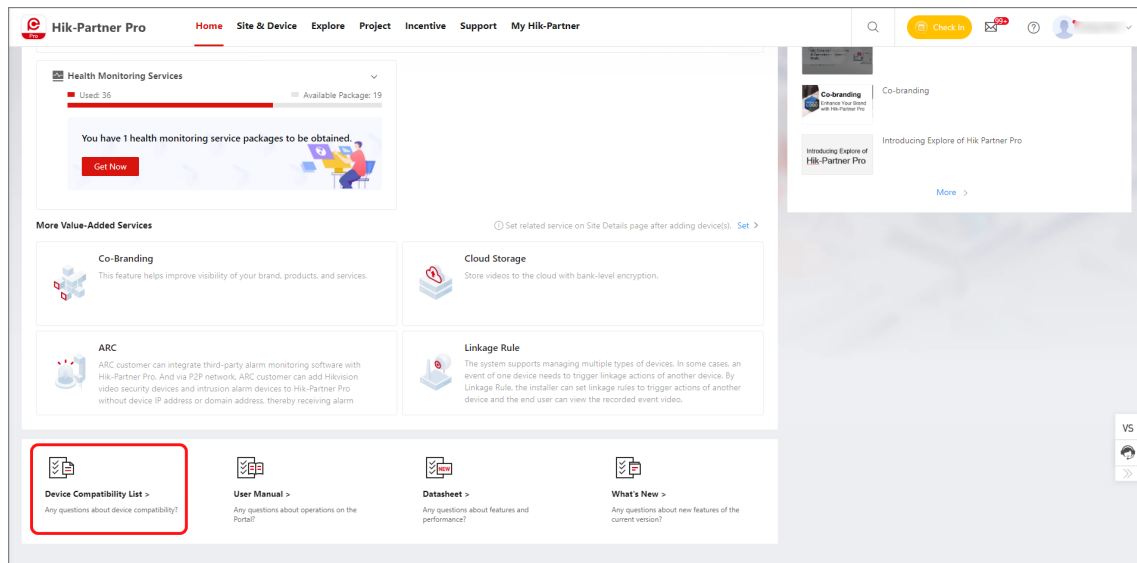 Hik-Partner Pro
Pro
Home Site & Device Explore Project Incentive Support My Hik-Partner
Check In
99+
Health Monitoring Services
Used: 36
Available Package: 19
You have 1 health monitoring service packages to be obtained.
Get Now
Co-branding
Enhance Your Brand
with Hik-Partner Pro
Co-branding
Introducing Explore of
Hik-Partner Pro
Introducing Explore of Hik Partner Pro
More >
More Value-Added Services
Set related service on Site Details page after adding device(s). Set >
Co-Branding
This feature helps improve visibility of your brand, products, and services.
Cloud Storage
Store videos to the cloud with bank-level encryption.
ARC
ARC customer can integrate third-party alarm monitoring software with
Hik-Partner Pro. And via P2P network, ARC customer can add Hikvision
video security devices and intrusion alarm devices to Hik-Partner Pro
without device IP address or domain address, thereby receiving alarm
Linkage Rule
The system supports managing multiple types of devices. In some cases, an
event of one device needs to trigger linkage actions of another device. By
Linkage Rule, the installer can set linkage rules to trigger actions of another
device and the end user can view the recorded event video.
VS
Device Compatibility List >
Any questions about device compatibility?
User Manual >
Any questions about operations on the
Portal?
NEW
Datasheet >
Any questions about features and
performance?
What's New >
Any questions about new features of the
current version?